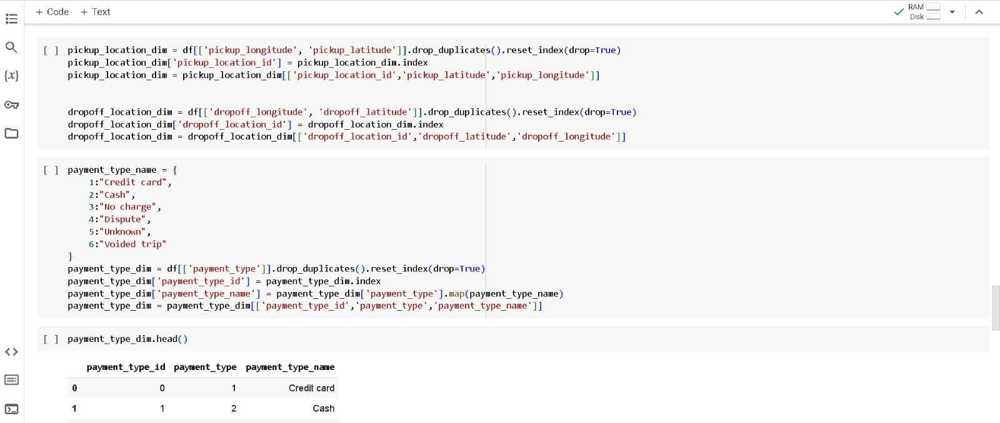 + Code + Text
RAM
Disk
[ ] pickup_location_dim = df[['pickup_longitude', 'pickup_latitude']].drop_duplicates().reset_index(drop=True)
pickup_location_dim['pickup_location_id'] = pickup_location_dim.index
pickup_location_dim = pickup_location_dim[['pickup_location_id','pickup_latitude','pickup_longitude']]
dropoff_location_dim = df[['dropoff_longitude', 'dropoff_latitude']].drop_duplicates().reset_index(drop=True)
dropoff_location_dim['dropoff_location_id'] = dropoff_location_dim.index
dropoff_location_dim = dropoff_location_dim[['dropoff_location_id','dropoff_latitude','dropoff_longitude']]
[ ] payment_type_name = {
1:"Credit card",
2:"Cash",
3:"No charge",
4:"Dispute",
5:"Unknown",
6:"Voided trip"
}
payment_type_dim = df[['payment_type']].drop_duplicates().reset_index(drop=True)
payment_type_dim['payment_type_id'] = payment_type_dim.index
payment_type_dim['payment_type_name'] = payment_type_dim['payment_type'].map(payment_type_name)
payment_type_dim = payment_type_dim[['payment_type_id','payment_type','payment_type_name']]
[ ] payment_type_dim.head()
payment_type_id payment_type payment_type_name
0 0 1 Credit card
1 1 2 Cash